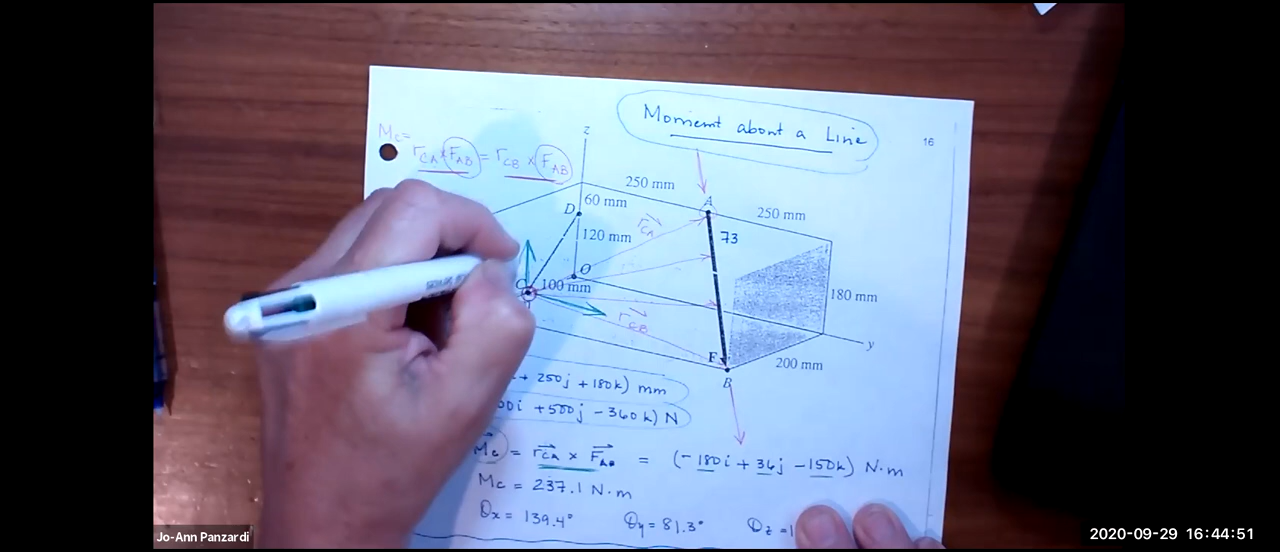 Moment about a Line
16
Mc=
rCA × FAB = rCB × FAB
z
250 mm
A
250 mm
D
60 mm
rCA
73
120 mm
O
C
100 mm
180 mm
rCB
y
F
200 mm
B
+ 250j + 180k) mm
00i + 500j - 360k) N
Mc = rCA × FAB = (-180i + 36j - 150k) N·m
Mc = 237.1 N·m
θx = 139.4° θy = 81.3° θz = 1
Jo-Ann Panzardi
2020-09-29 16:44:51